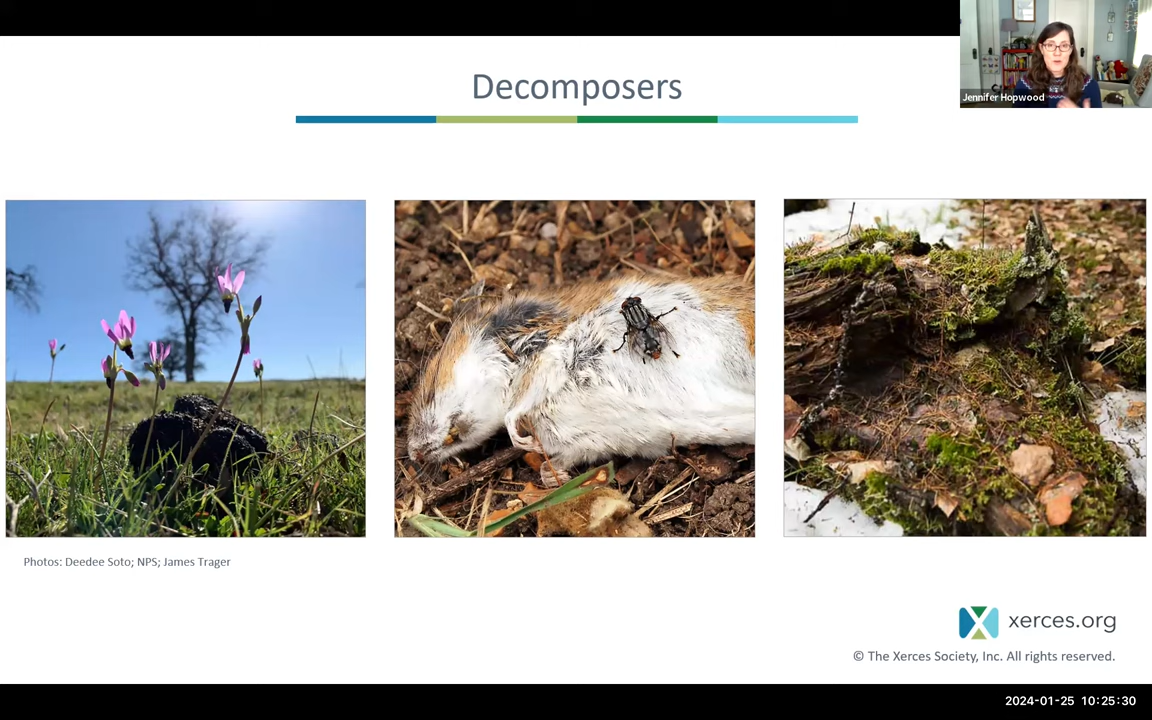 Decomposers
Jennifer Hopwood
Photos: Deedee Soto; NPS; James Trager
xerces.org
© The Xerces Society, Inc. All rights reserved.
2024-01-25 10:25:30